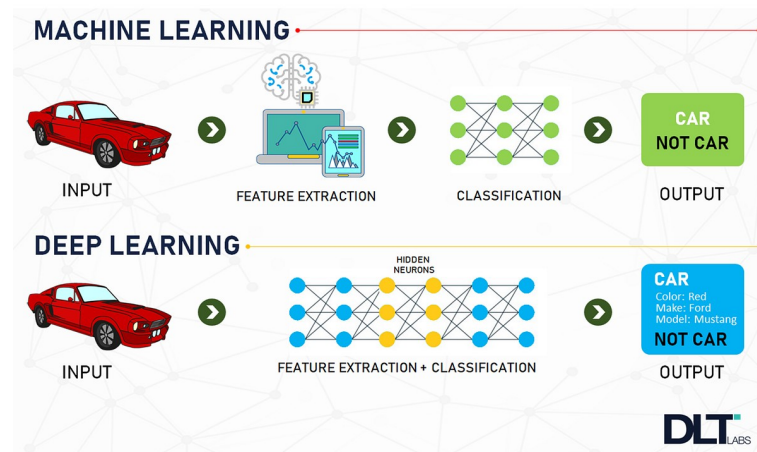 MACHINE LEARNING
INPUT
FEATURE EXTRACTION
CLASSIFICATION
CAR
NOT CAR
OUTPUT
DEEP LEARNING
INPUT
HIDDEN
NEURONS
FEATURE EXTRACTION + CLASSIFICATION
CAR
Color: Red
Make: Ford
Model: Mustang
NOT CAR
OUTPUT
DLT LABS